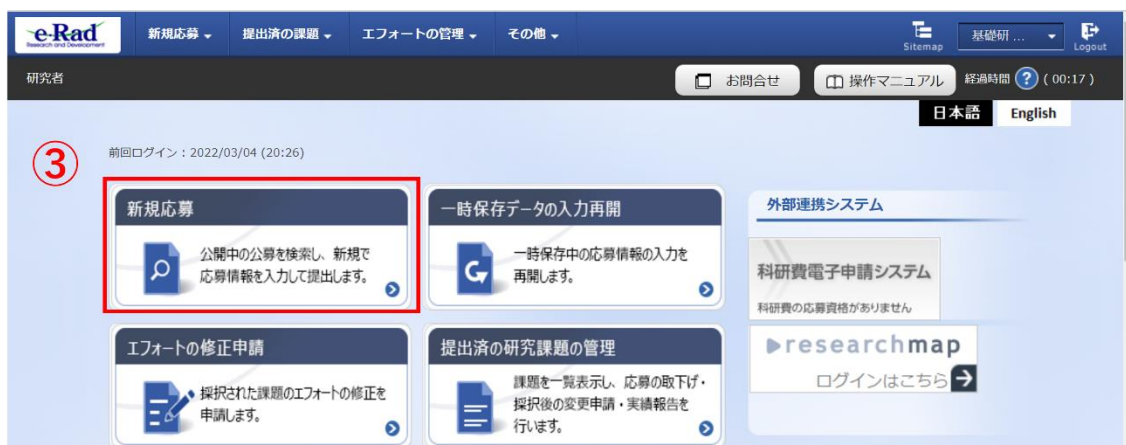 e-Rad
Research and Development
新規応募
提出済の課題
エフォートの管理
その他
Sitemap
基礎研 ...
Logout
研究者
お問合せ
操作マニュアル
経過時間 ? ( 00:17 )
日本語 English
③
前回ログイン : 2022/03/04 (20:26)
新規応募
公開中の公募を検索し、新規で
応募情報を入力して提出します。
一時保存データの入力再開
一時保存中の応募情報の入力を
再開します。
外部連携システム
科研費電子申請システム
科研費の応募資格がありません
researchmap
ログインはこちら
エフォートの修正申請
採択された課題のエフォートの修正を
申請します。
提出済の研究課題の管理
課題を一覧表示し、応募の取下げ・
採択後の変更申請・実績報告を
行います。